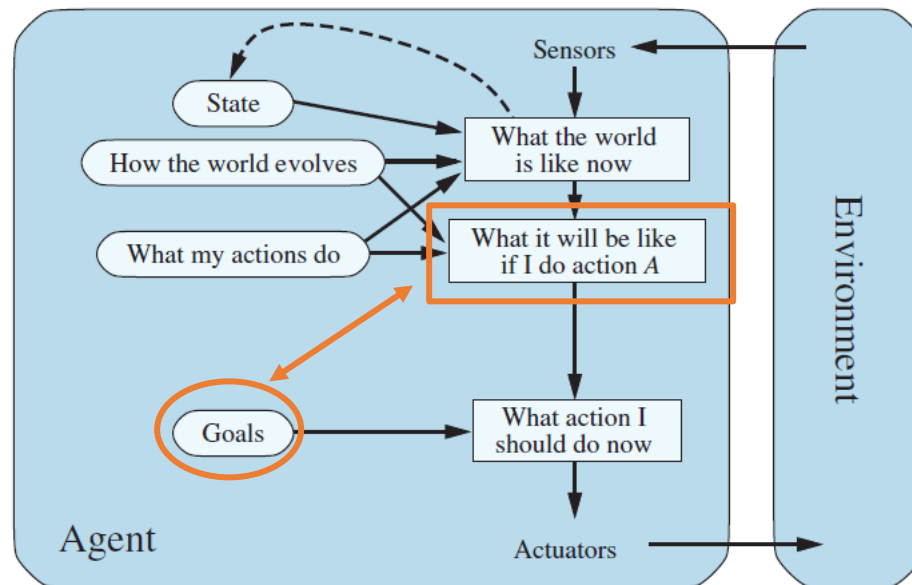 Sensors
State
What the world
is like now
How the world evolves
What it will be like
if I do action A
What my actions do
Goals
What action I
should do now
Agent
Actuators
Environment